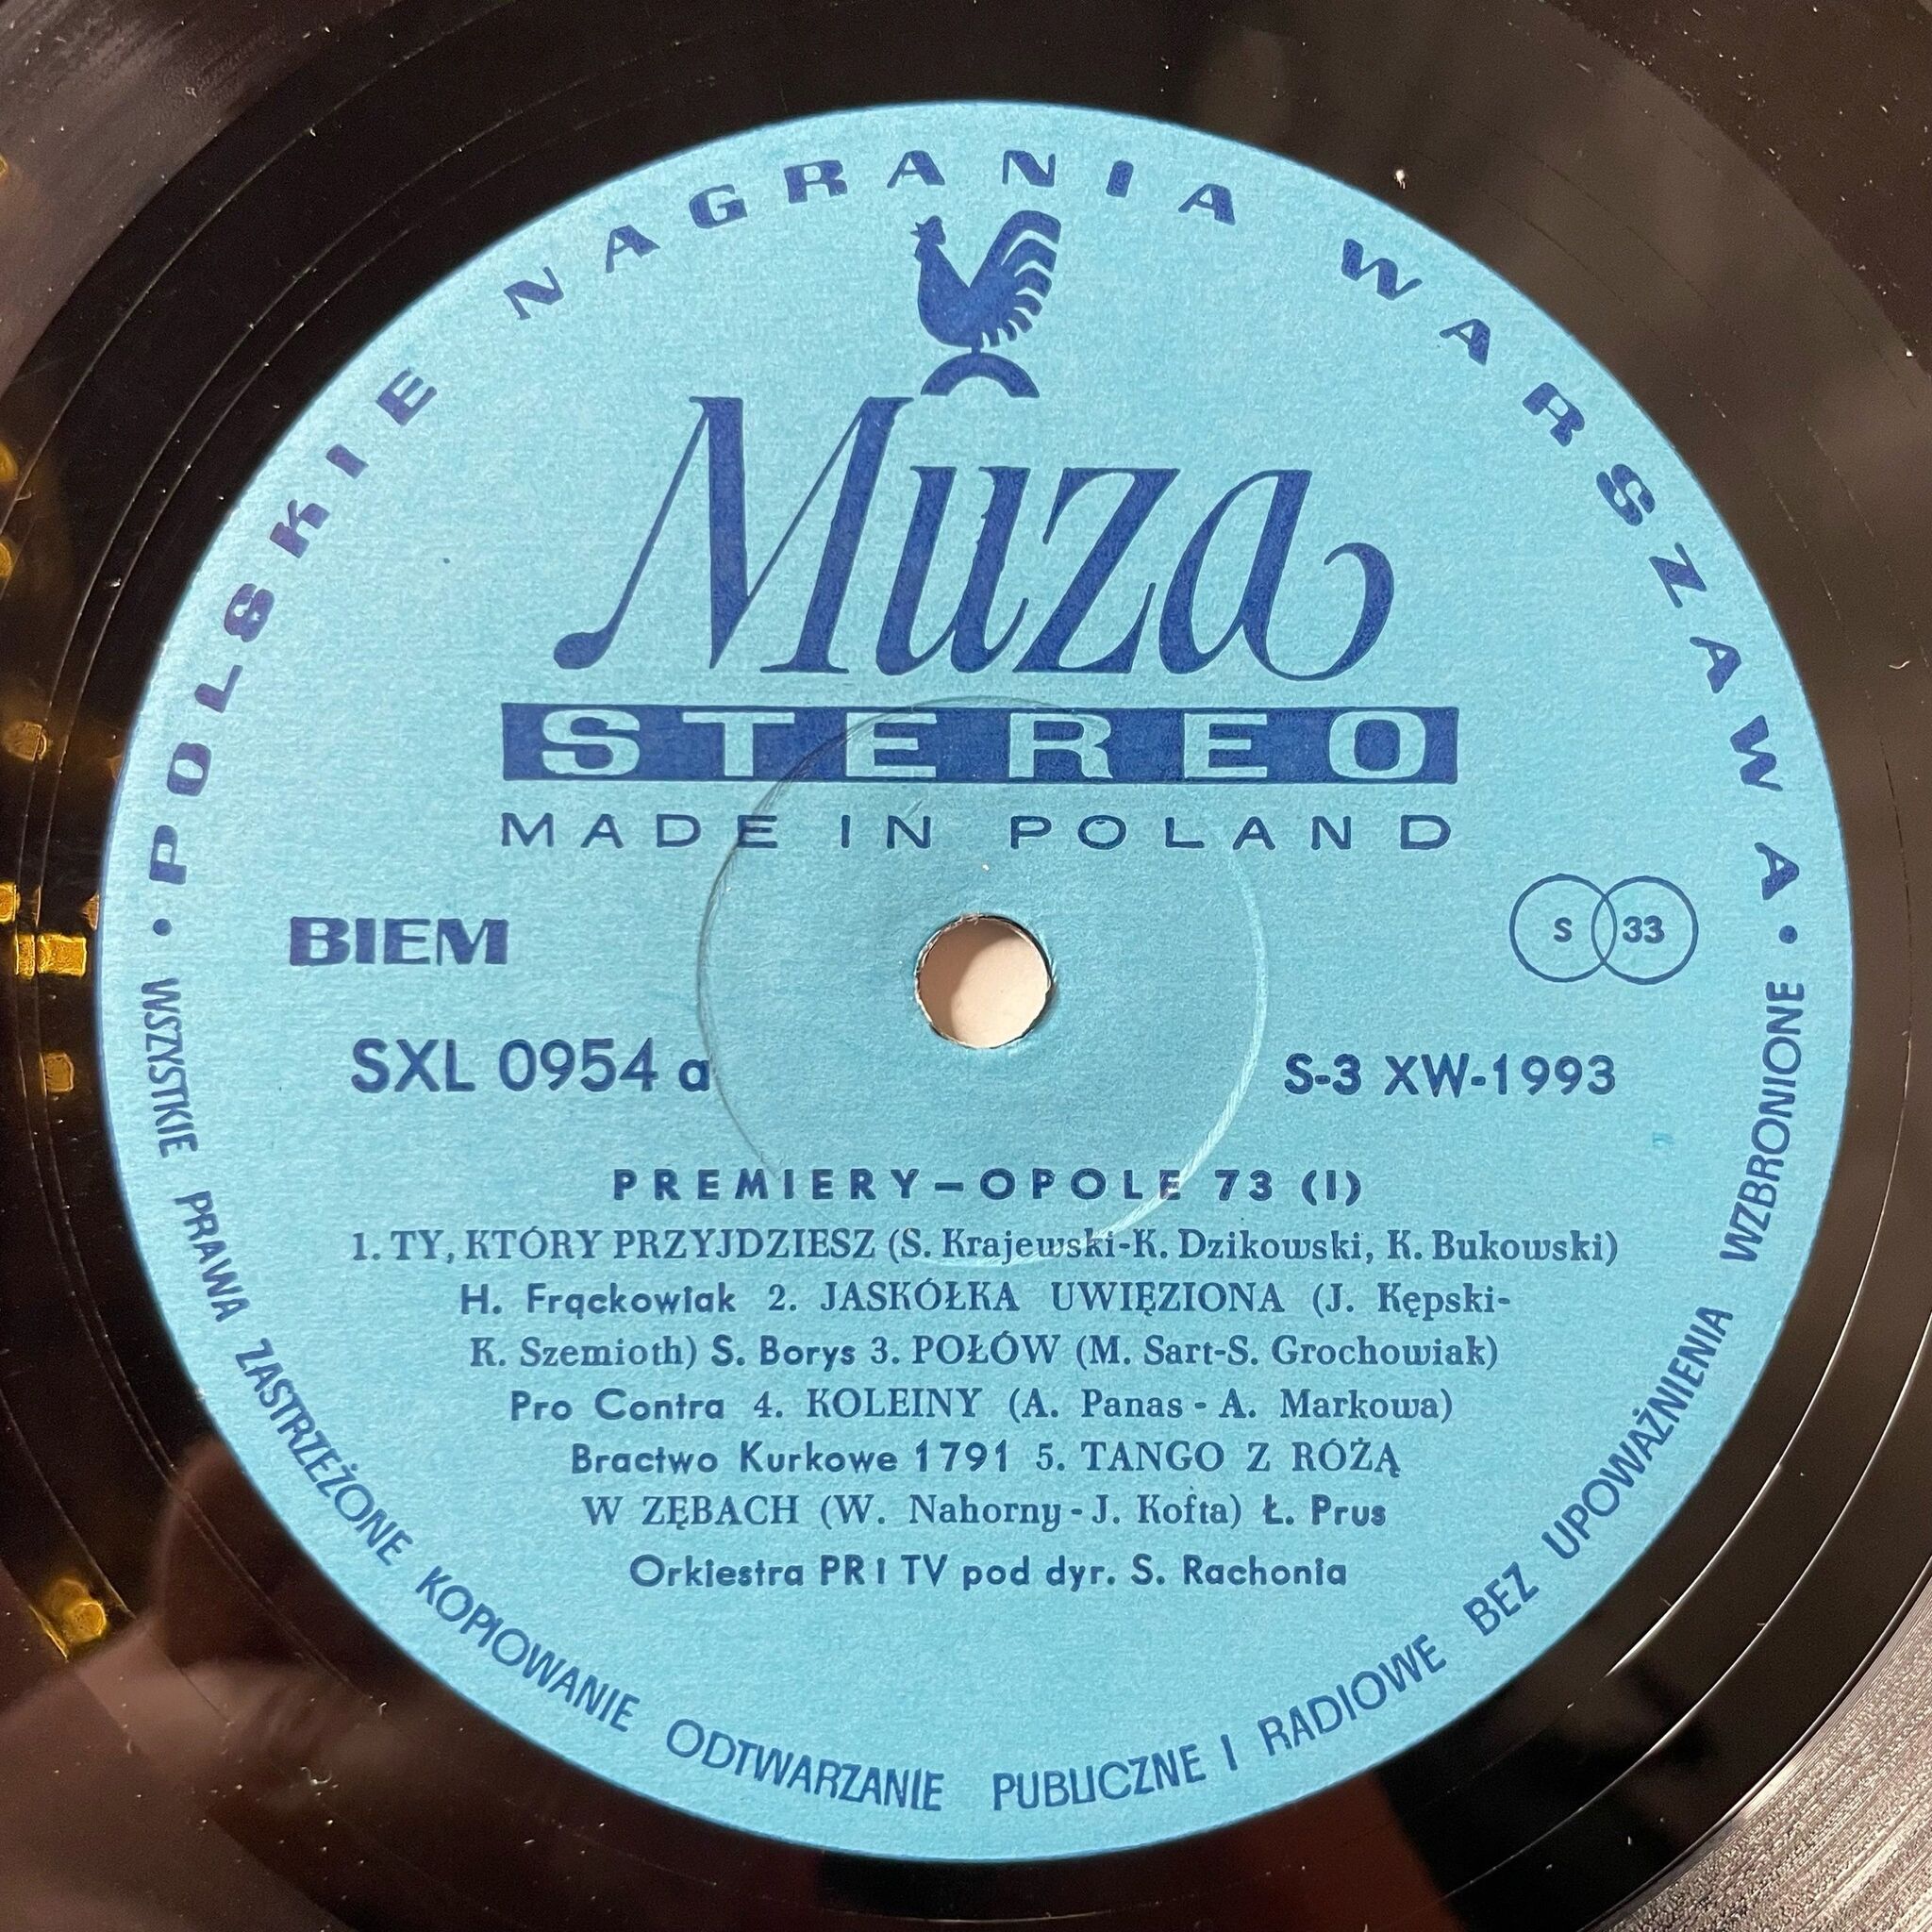 POLSKIE NAGRANIA WARSZAWA
Muza
STEREO
MADE IN POLAND
BIEM
S 33
SXL 0954 a
S-3 XW-1993
PREMIERY—OPOLE 73 (I)
1. TY, KTÓRY PRZYJDZIESZ (S. Krajewski-K. Dzikowski, K. Bukowski)
H. Frąckowiak 2. JASKÓŁKA UWIĘZIONA (J. Kępski-
K. Szemioth) S. Borys 3. POŁÓW (M. Sart-S. Grochowiak)
Pro Contra 4. KOLEINY (A. Panas - A. Markowa)
Bractwo Kurkowe 1791 5. TANGO Z RÓŻĄ
W ZĘBACH (W. Nahorny - J. Kofta) Ł. Prus
Orkiestra PR I TV pod dyr. S. Rachonia
• WSZYSTKIE PRAWA ZASTRZEŻONE KOPIOWANIE ODTWARZANIE PUBLICZNE I RADIOWE BEZ UPOWAŻNIENIA WZBRONIONE •